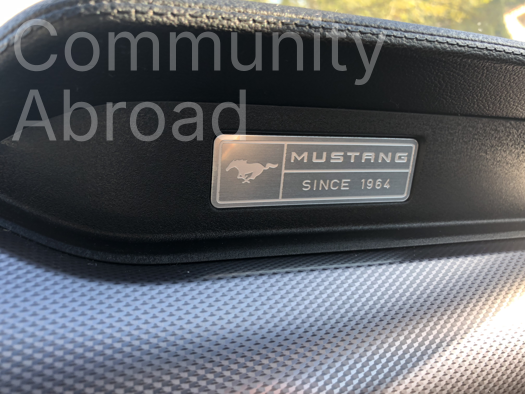 Community
Abroad
MUSTANG
SINCE 1964